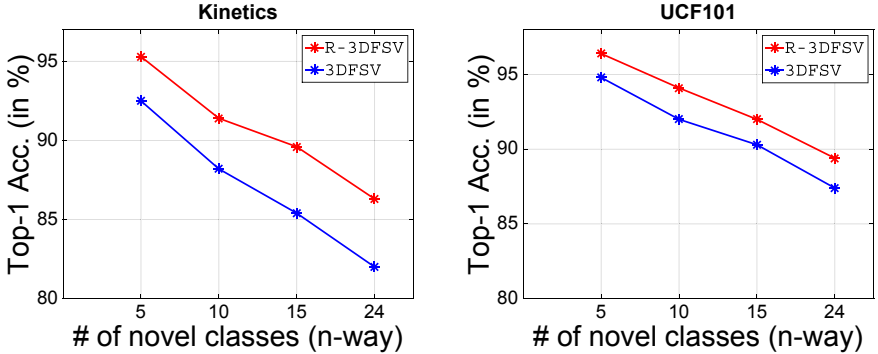 Kinetics
Top-1 Acc. (in %)
95
90
85
80
R-3DFSV
3DFSV
5 10 15 24
# of novel classes (n-way)
UCF101
Top-1 Acc. (in %)
95
90
85
80
R-3DFSV
3DFSV
5 10 15 24
# of novel classes (n-way)